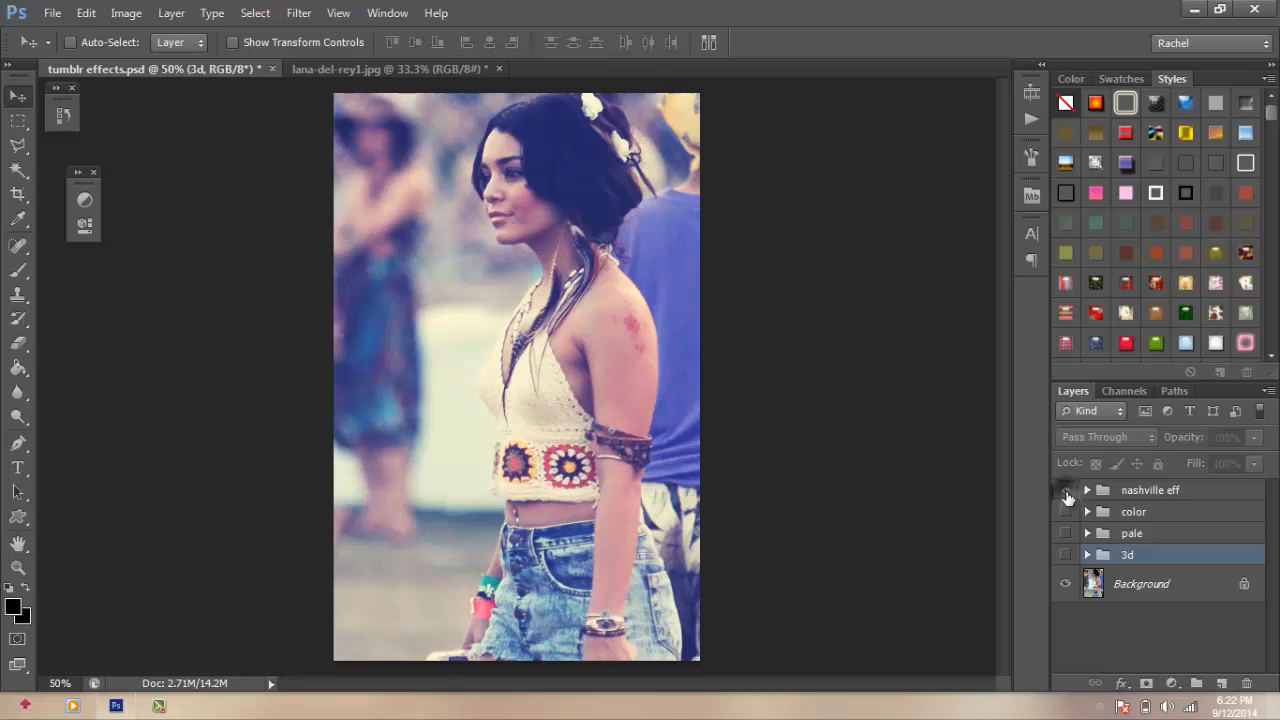 Ps File Edit Image Layer Type Select Filter View Window Help
Auto-Select: Layer Show Transform Controls Rachel
tumblr effects.psd @ 50% (3d, RGB/8*) * × lana-del-rey1.jpg @ 33.3% (RGB/8#) * ×
Color Swatches Styles
Mb
A
T
Layers Channels Paths
Kind T
Pass Through Opacity: 100%
Lock: Fill: 100%
nashville eff
color
pale
3d
Background
fx
50% Doc: 2.71M/14.2M
Ps
6:22 PM
9/12/2014